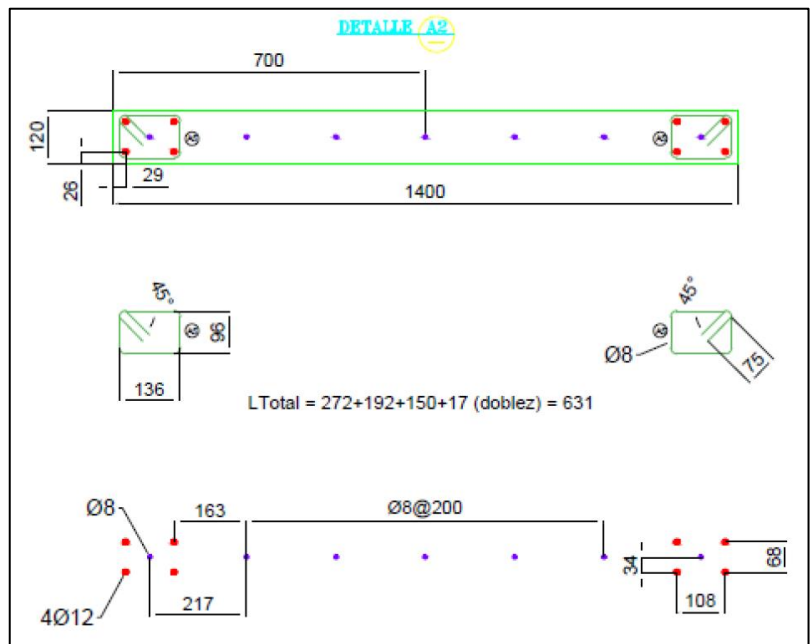 DETALLE A2
700
120
26
29
1400
45°
96
136
45°
Ø8
75
LTotal = 272+192+150+17 (doblez) = 631
Ø8
163
Ø8@200
4Ø12
217
34
68
108